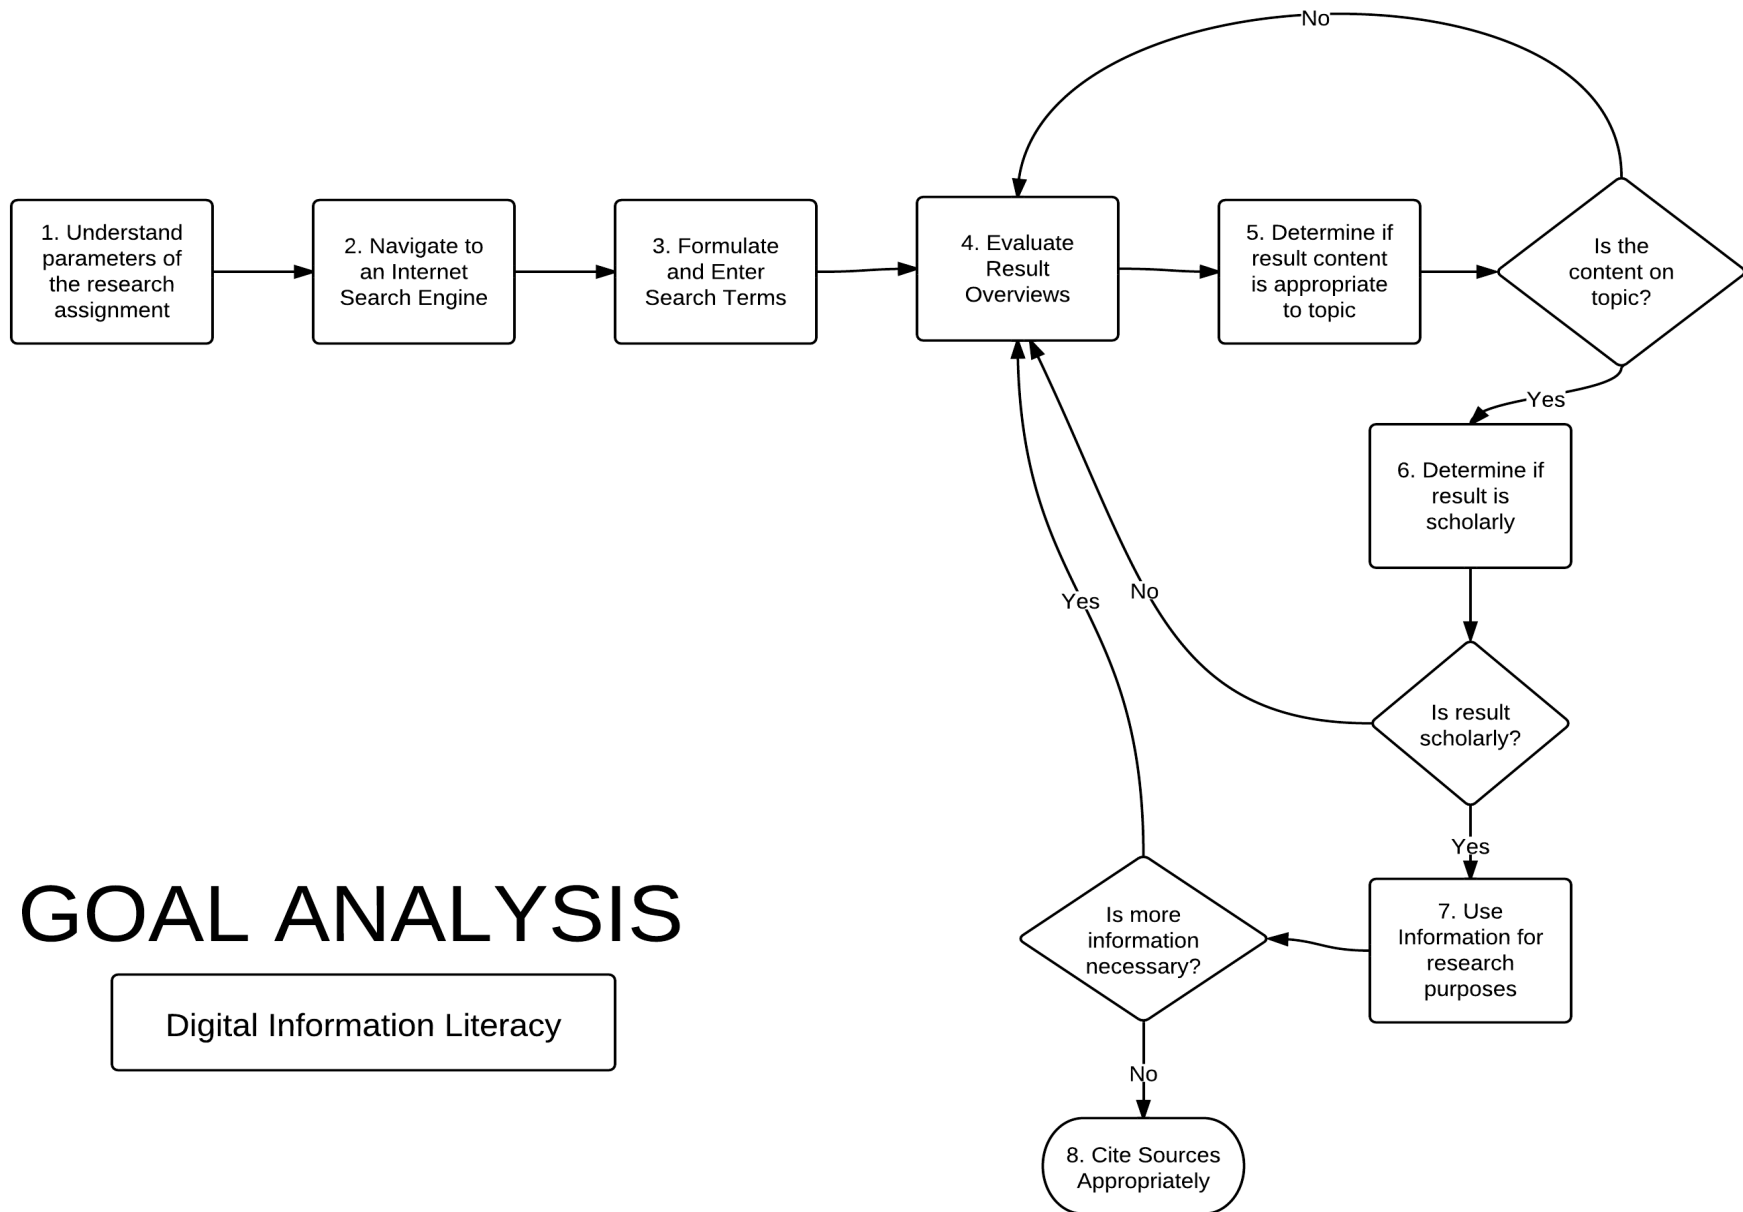 No
1. Understand
parameters of
the research
assignment
2. Navigate to
an Internet
Search Engine
3. Formulate
and Enter
Search Terms
4. Evaluate
Result
Overviews
5. Determine if
result content
is appropriate
to topic
Is the
content on
topic?
Yes
6. Determine if
result is
scholarly
Yes
No
Is result
scholarly?
Yes
7. Use
Information for
research
purposes
Is more
information
necessary?
No
8. Cite Sources
Appropriately
GOAL ANALYSIS
Digital Information Literacy